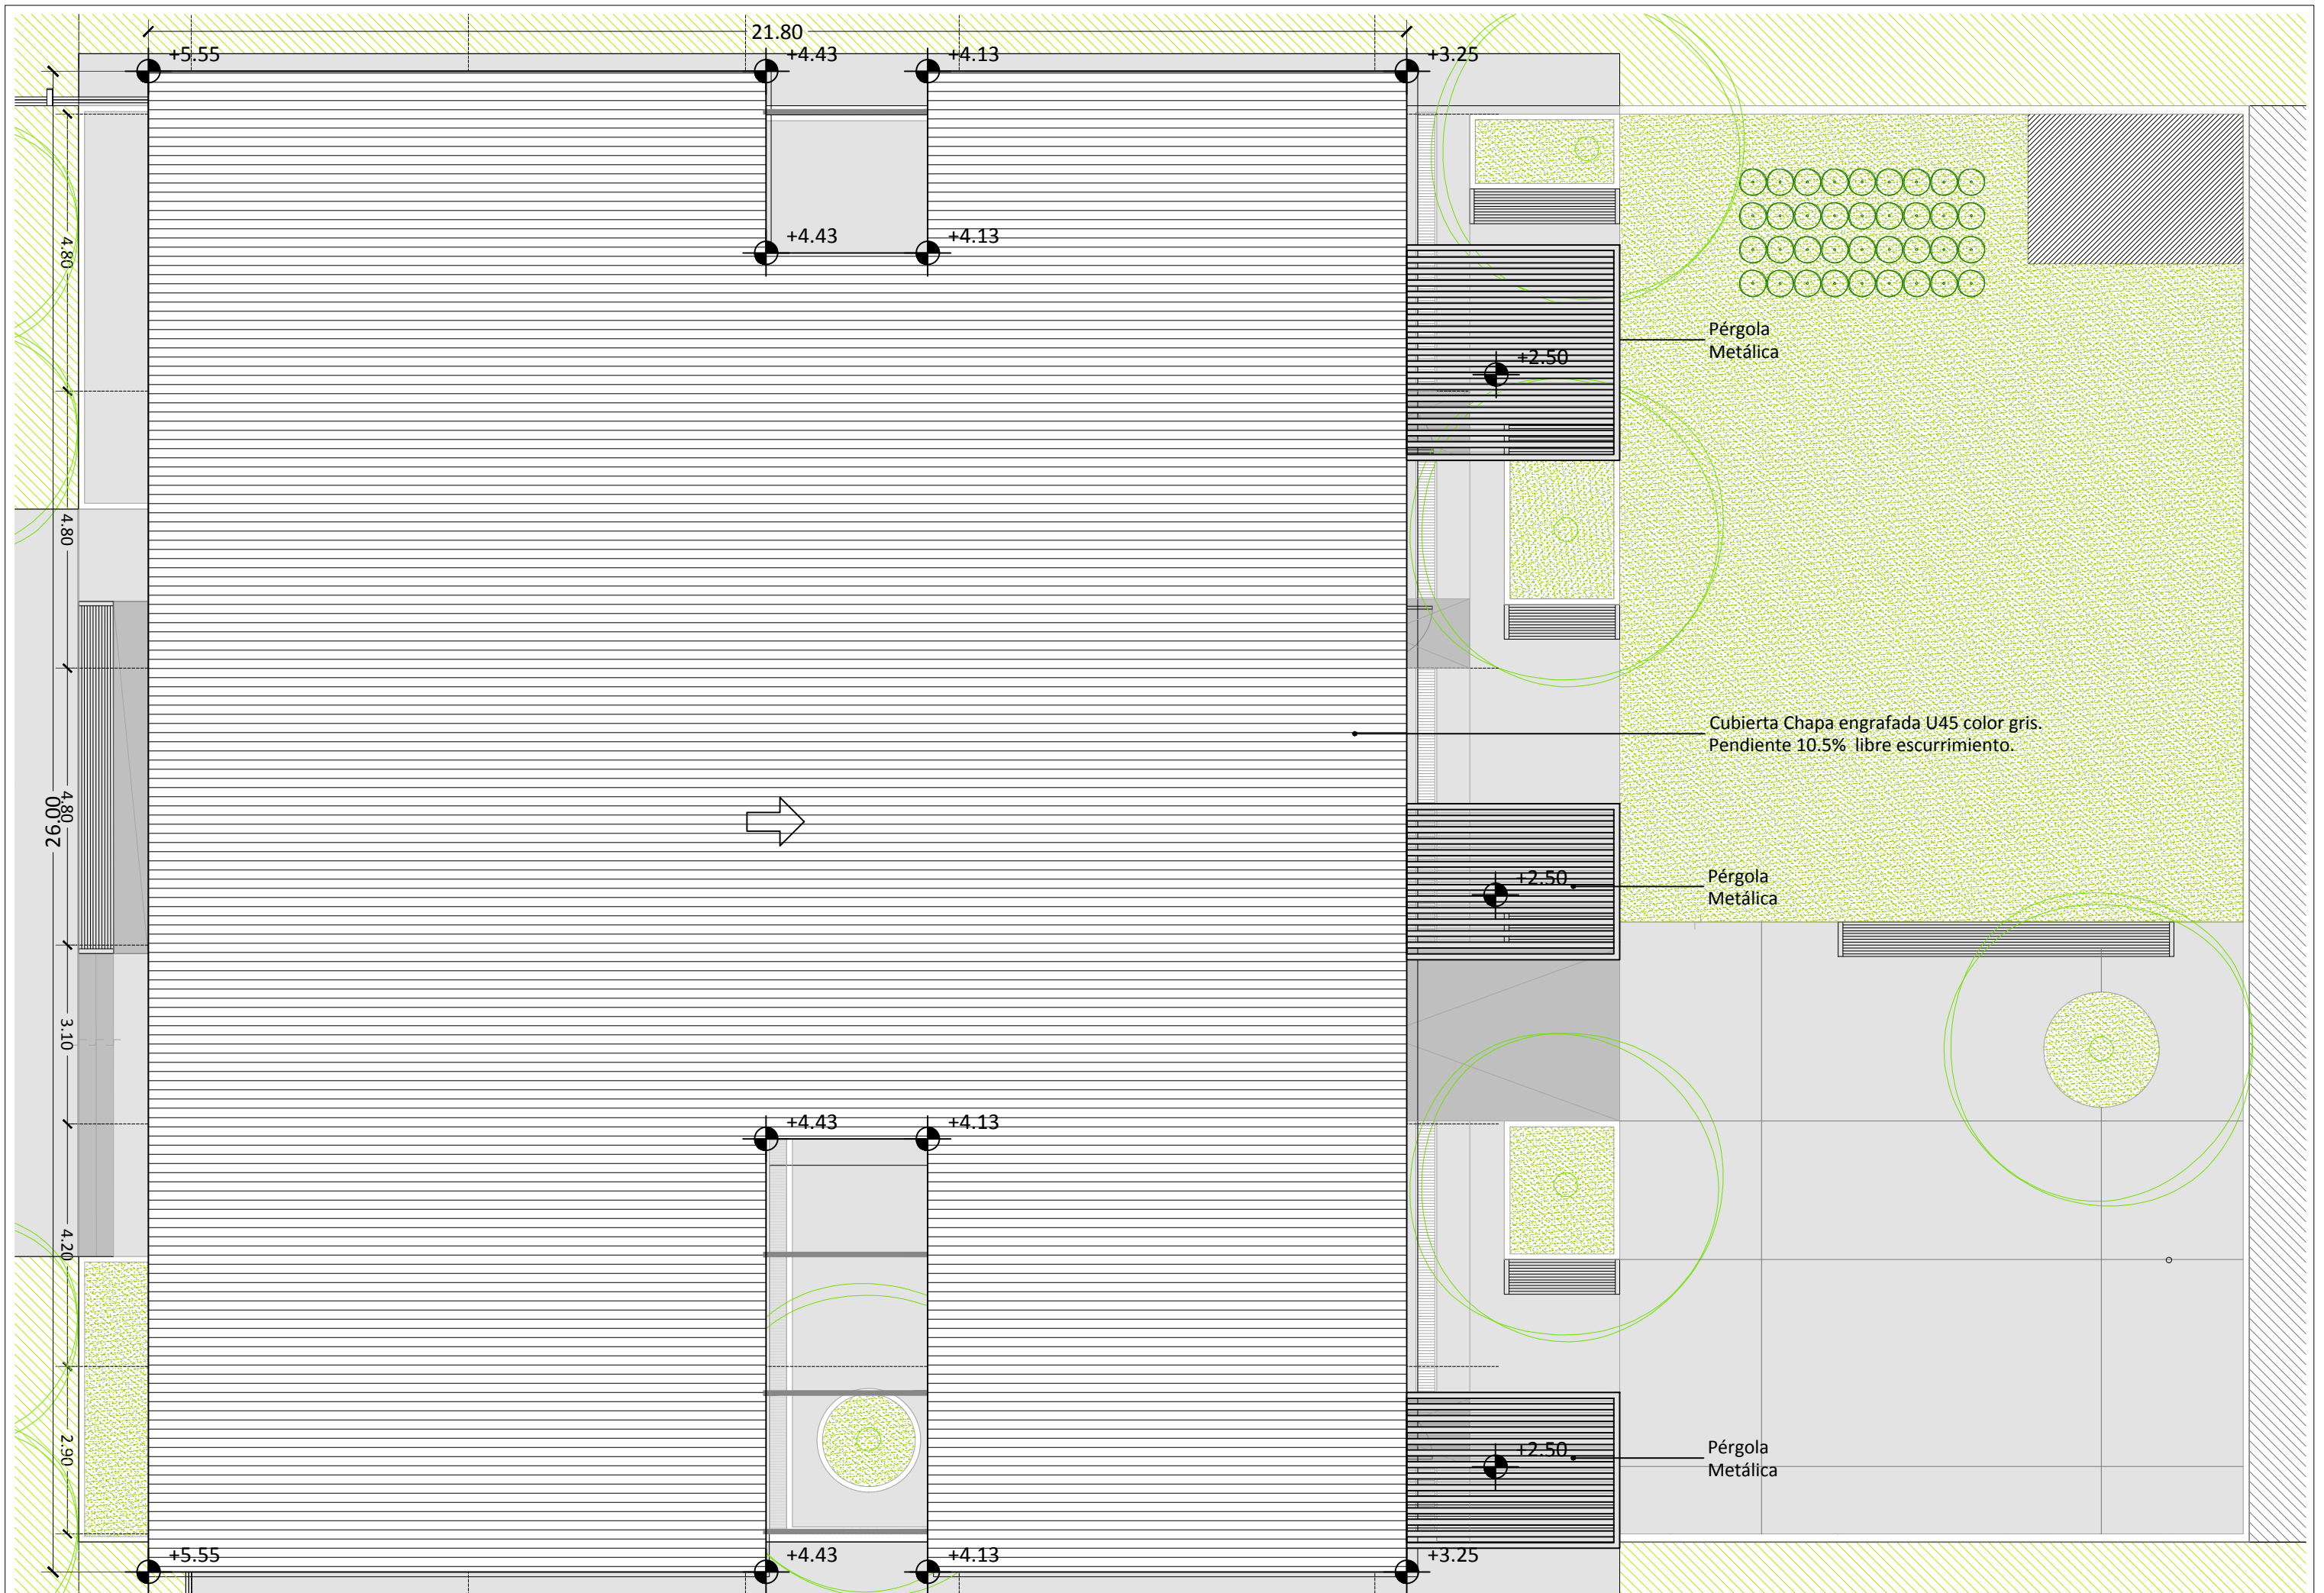 21.80
+5.55
+4.43
+4.13
+3.25
+4.43
+4.13
4.80
Pérgola
Metálica
+2.50
4.80
Cubierta Chapa engrafada U45 color gris.
Pendiente 10.5% libre escurrimiento.
4.80
26.00
+2.50
Pérgola
Metálica
3.10
+4.43
+4.13
4.20
2.90
+2.50
Pérgola
Metálica
+5.55
+4.43
+4.13
+3.25